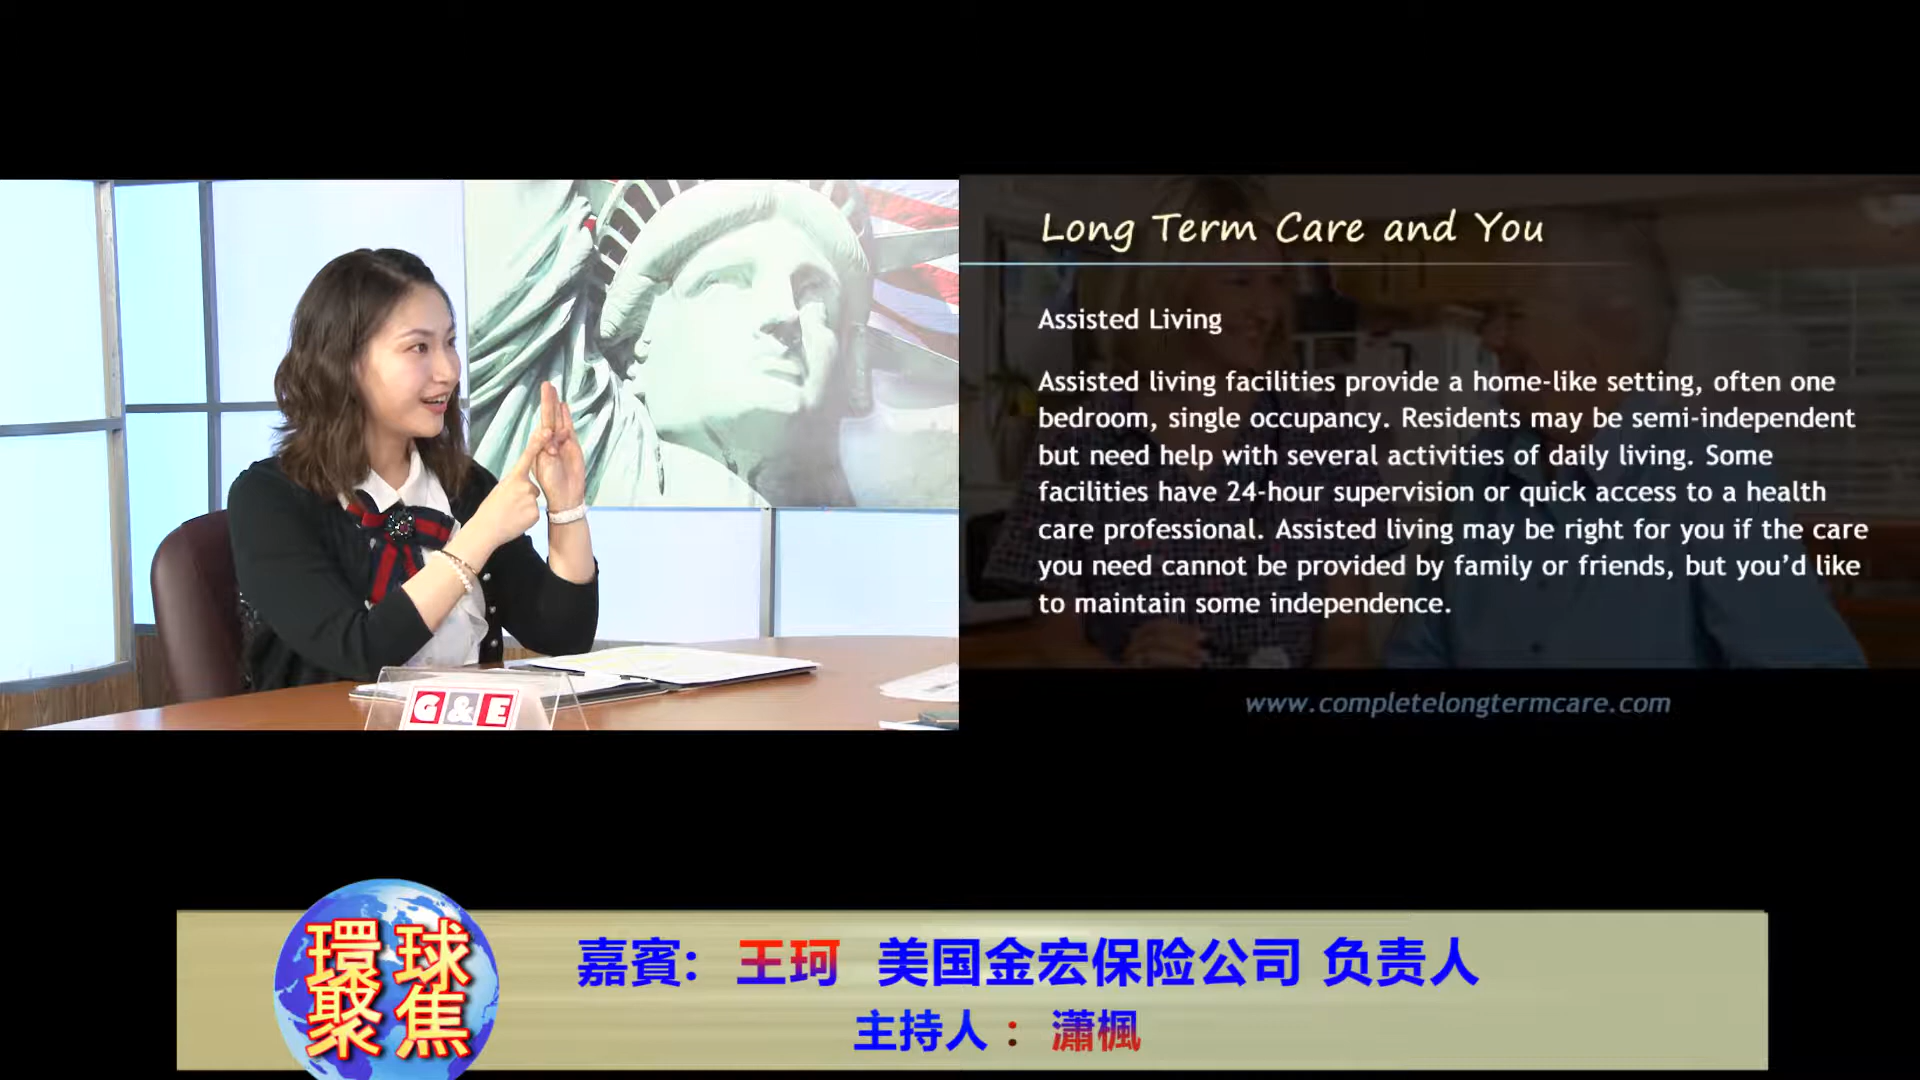 Long Term Care and You
Assisted Living
Assisted living facilities provide a home-like setting, often one
bedroom, single occupancy. Residents may be semi-independent
but need help with several activities of daily living. Some
facilities have 24-hour supervision or quick access to a health
care professional. Assisted living may be right for you if the care
you need cannot be provided by family or friends, but you’d like
to maintain some independence.
www.completelongtermcare.com
G&E
環球
聚焦
嘉賓: 王珂 美国金宏保险公司 负责人
主持人： 瀟楓